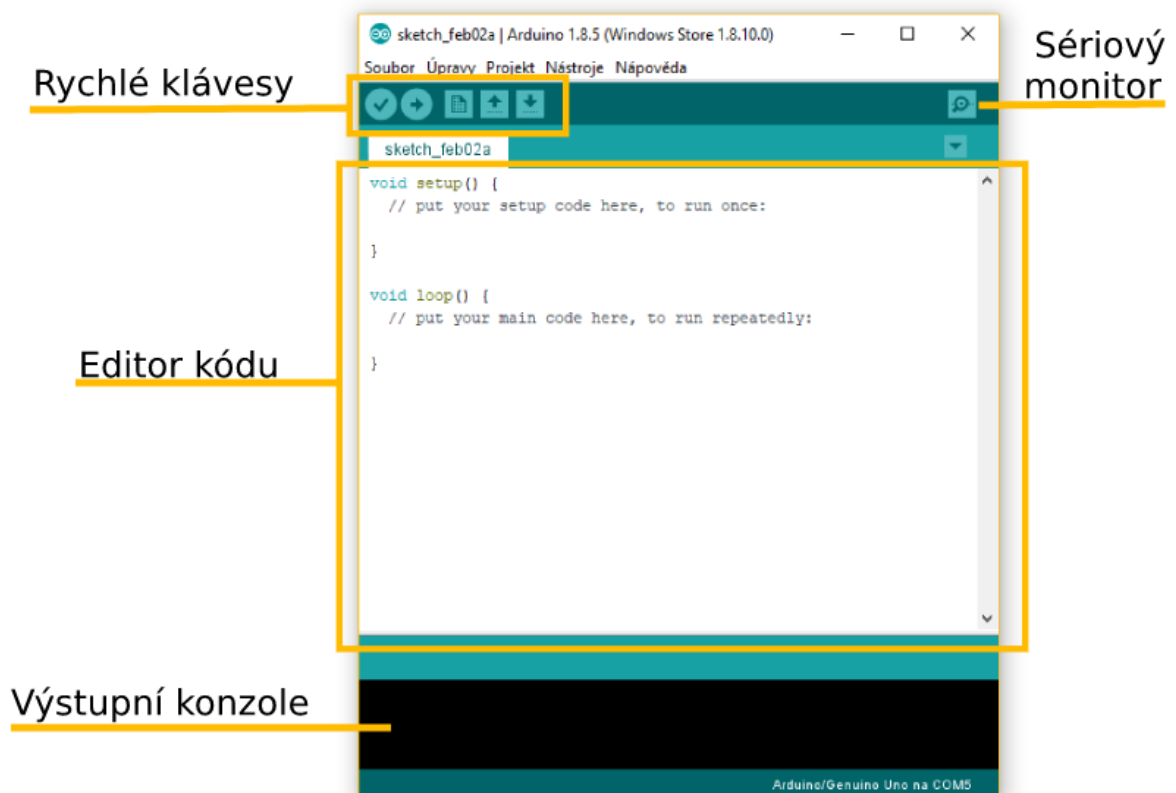 sketch_feb02a | Arduino 1.8.5 (Windows Store 1.8.10.0)
Soubor Úpravy Projekt Nástroje Nápověda
Rychlé klávesy
Sériový
monitor
sketch_feb02a
void setup() {
// put your setup code here, to run once:
}
void loop() {
// put your main code here, to run repeatedly:
}
Editor kódu
Výstupní konzole
Arduino/Genuino Uno na COM5